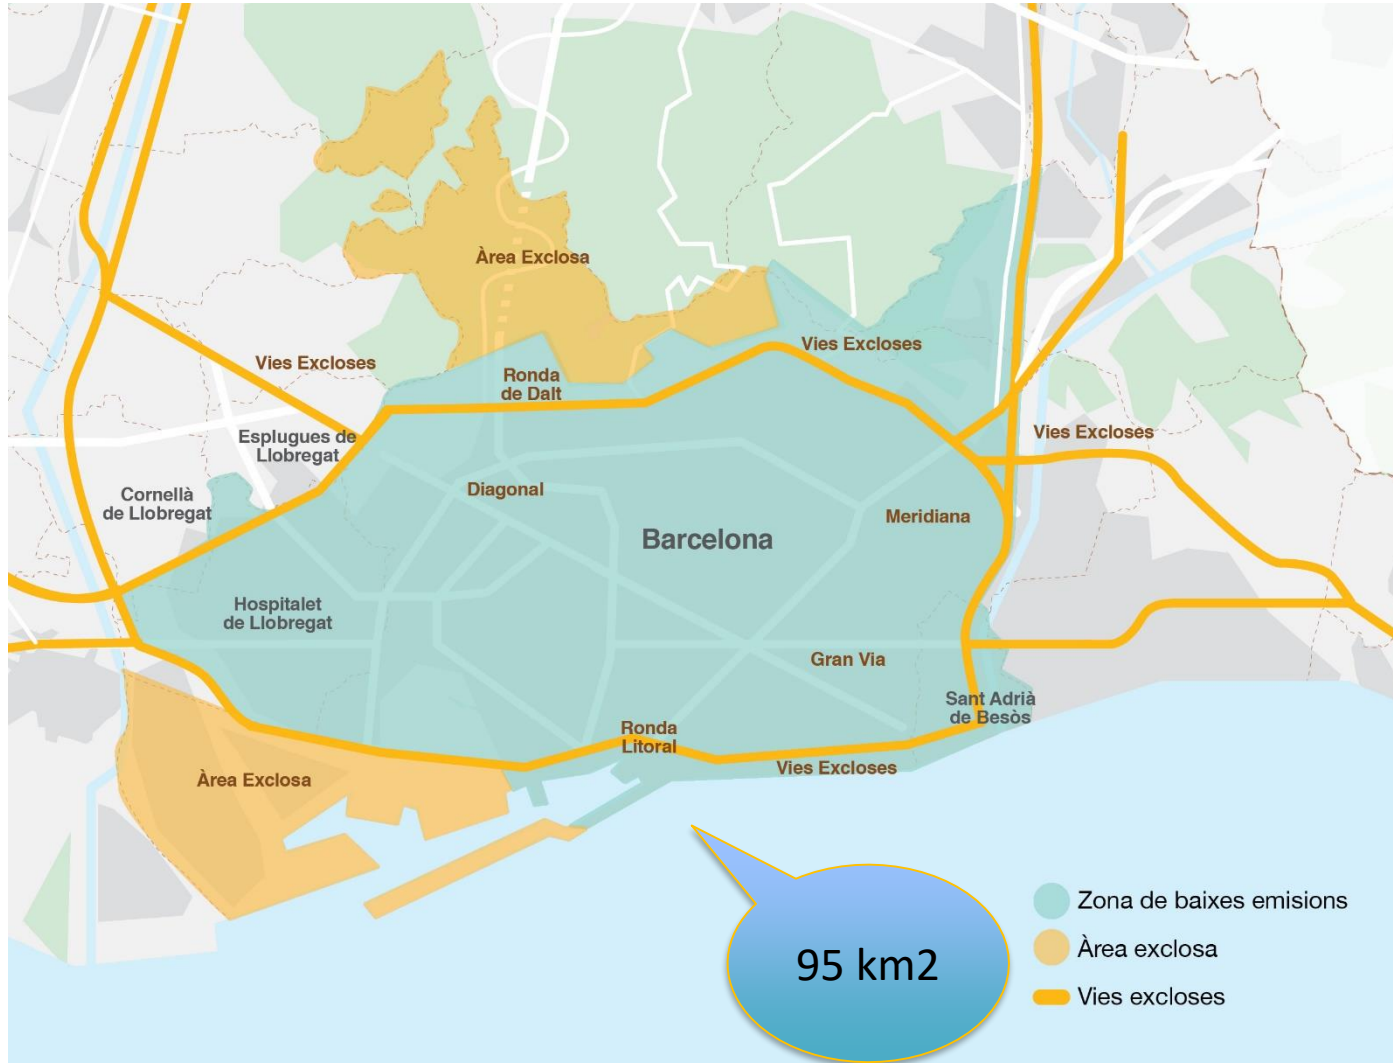 Àrea Exclosa
Vies Excloses
Vies Excloses
Ronda
de Dalt
Esplugues de
Llobregat
Vies Excloses
Cornellà
de Llobregat
Diagonal
Meridiana
Barcelona
Hospitalet
de Llobregat
Gran Via
Sant Adrià
de Besòs
Ronda
Litoral
Vies Excloses
Àrea Exclosa
95 km2
Zona de baixes emisions
Àrea exclosa
Vies excloses